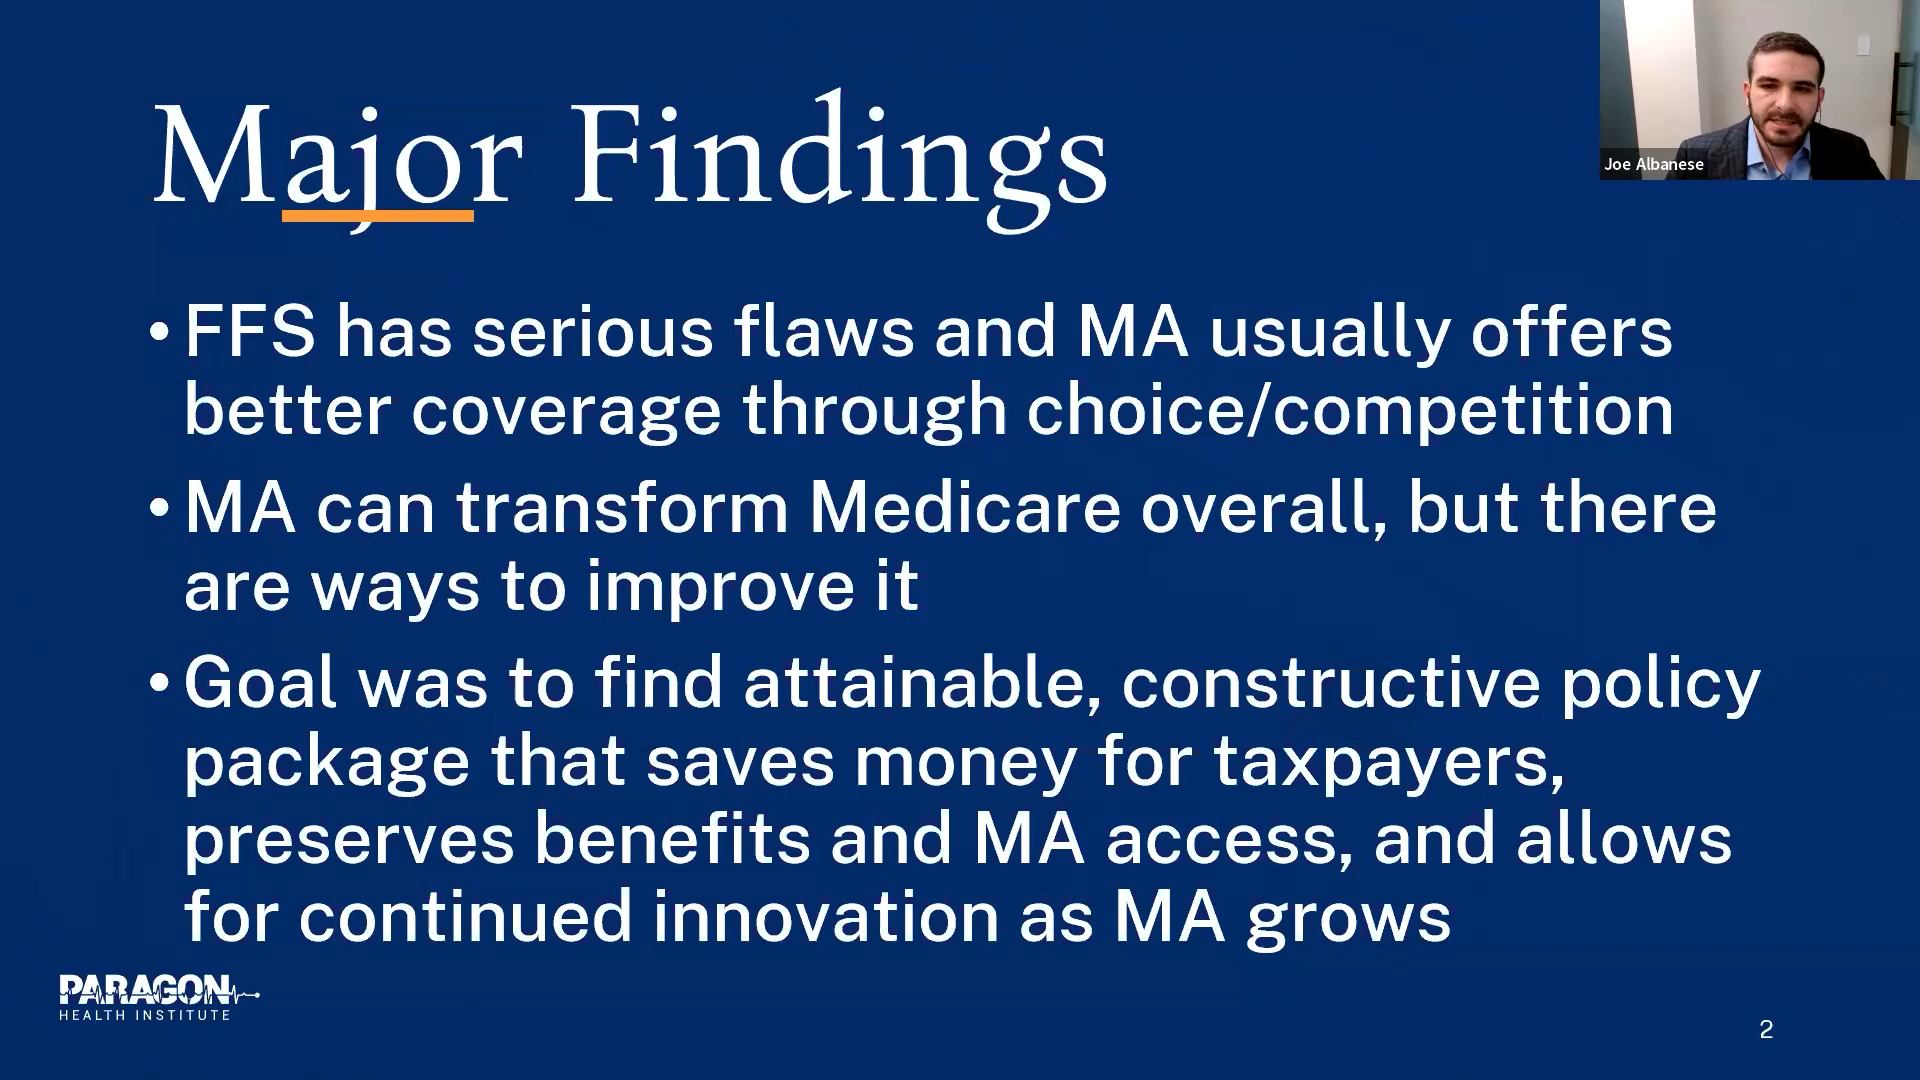 Major Findings
Joe Albanese
• FFS has serious flaws and MA usually offers
better coverage through choice/competition
• MA can transform Medicare overall, but there
are ways to improve it
• Goal was to find attainable, constructive policy
package that saves money for taxpayers,
preserves benefits and MA access, and allows
for continued innovation as MA grows
PARAGON
HEALTH INSTITUTE
2